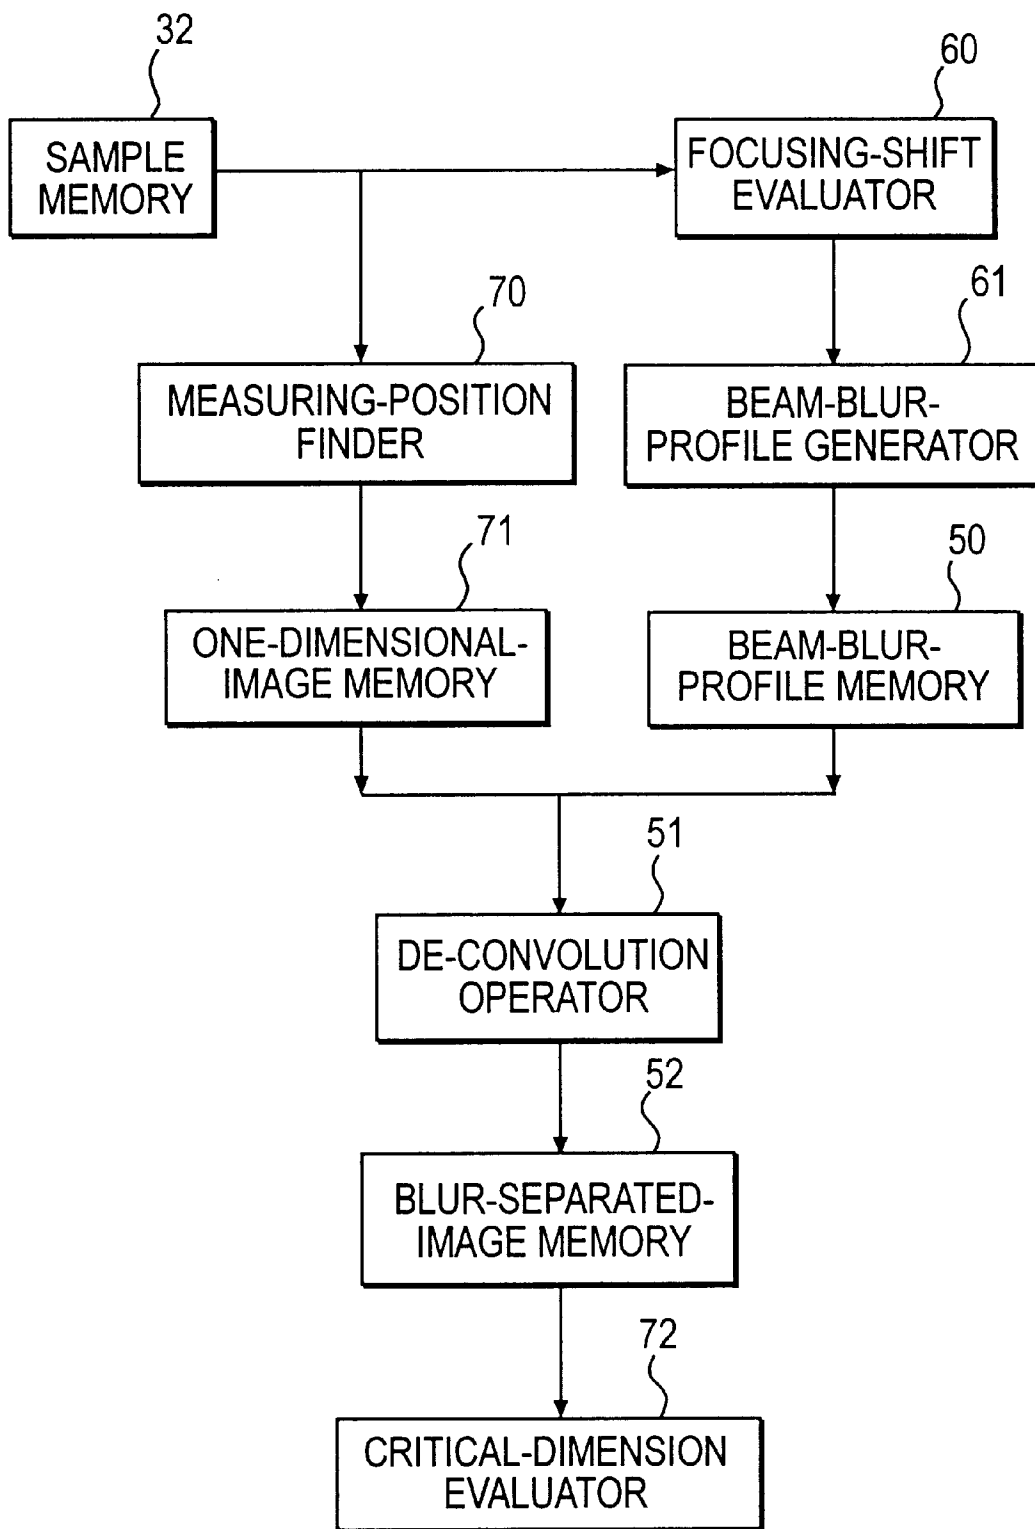 32
SAMPLE
MEMORY
60
FOCUSING-SHIFT
EVALUATOR
70
MEASURING-POSITION
FINDER
61
BEAM-BLUR-
PROFILE GENERATOR
71
ONE-DIMENSIONAL-
IMAGE MEMORY
50
BEAM-BLUR-
PROFILE MEMORY
51
DE-CONVOLUTION
OPERATOR
52
BLUR-SEPARATED-
IMAGE MEMORY
72
CRITICAL-DIMENSION
EVALUATOR